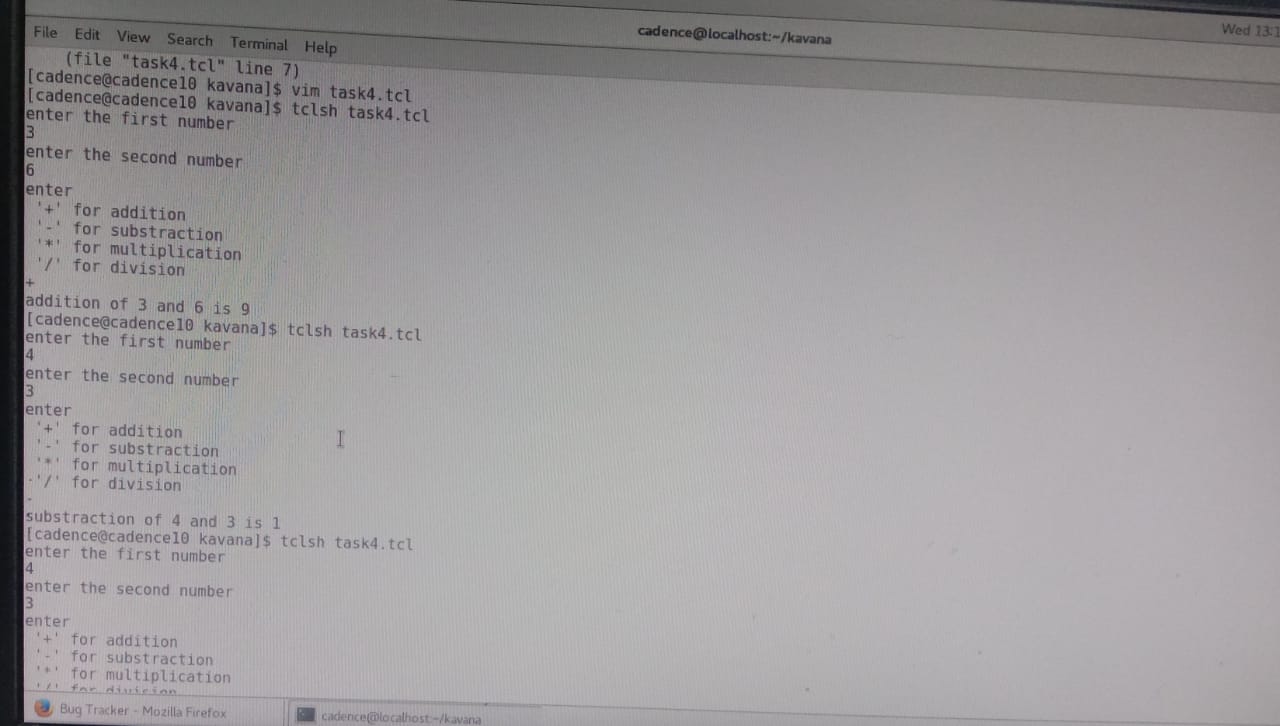 cadence@localhost:~/kavana
Wed 13:1
File Edit View Search Terminal Help
(file "task4.tcl" line 7)
[cadence@cadence10 kavana]$ vim task4.tcl
[cadence@cadence10 kavana]$ tclsh task4.tcl
enter the first number
3
enter the second number
6
enter
'+' for addition
'-' for substraction
'*' for multiplication
'/' for division
+
addition of 3 and 6 is 9
[cadence@cadence10 kavana]$ tclsh task4.tcl
enter the first number
4
enter the second number
3
enter
'+' for addition
'-' for substraction
'*' for multiplication
'/' for division
-
substraction of 4 and 3 is 1
[cadence@cadence10 kavana]$ tclsh task4.tcl
enter the first number
4
enter the second number
3
enter
'+' for addition
'-' for substraction
'*' for multiplication
'/' for division
Bug Tracker - Mozilla Firefox
cadence@localhost:~/kavana